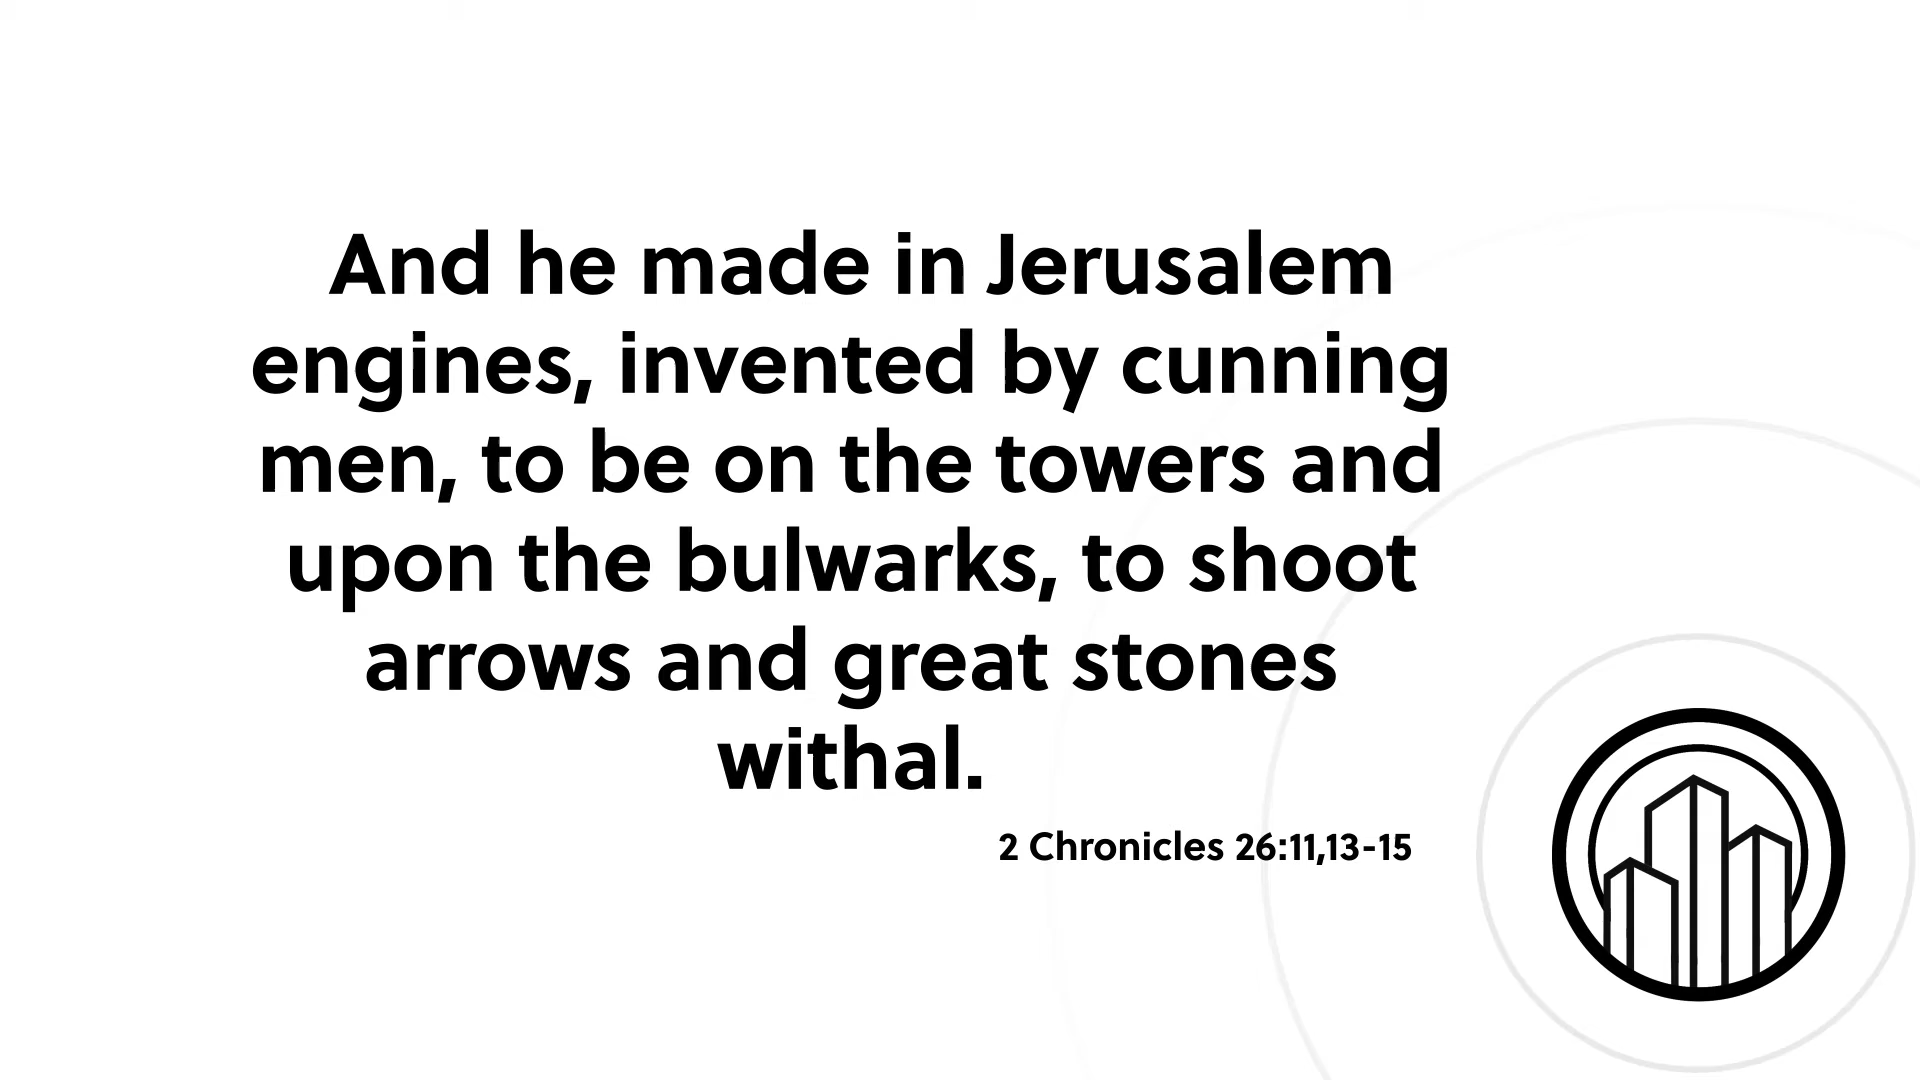 And he made in Jerusalem
engines, invented by cunning
men, to be on the towers and
upon the bulwarks, to shoot
arrows and great stones
withal.
2 Chronicles 26:11,13-15